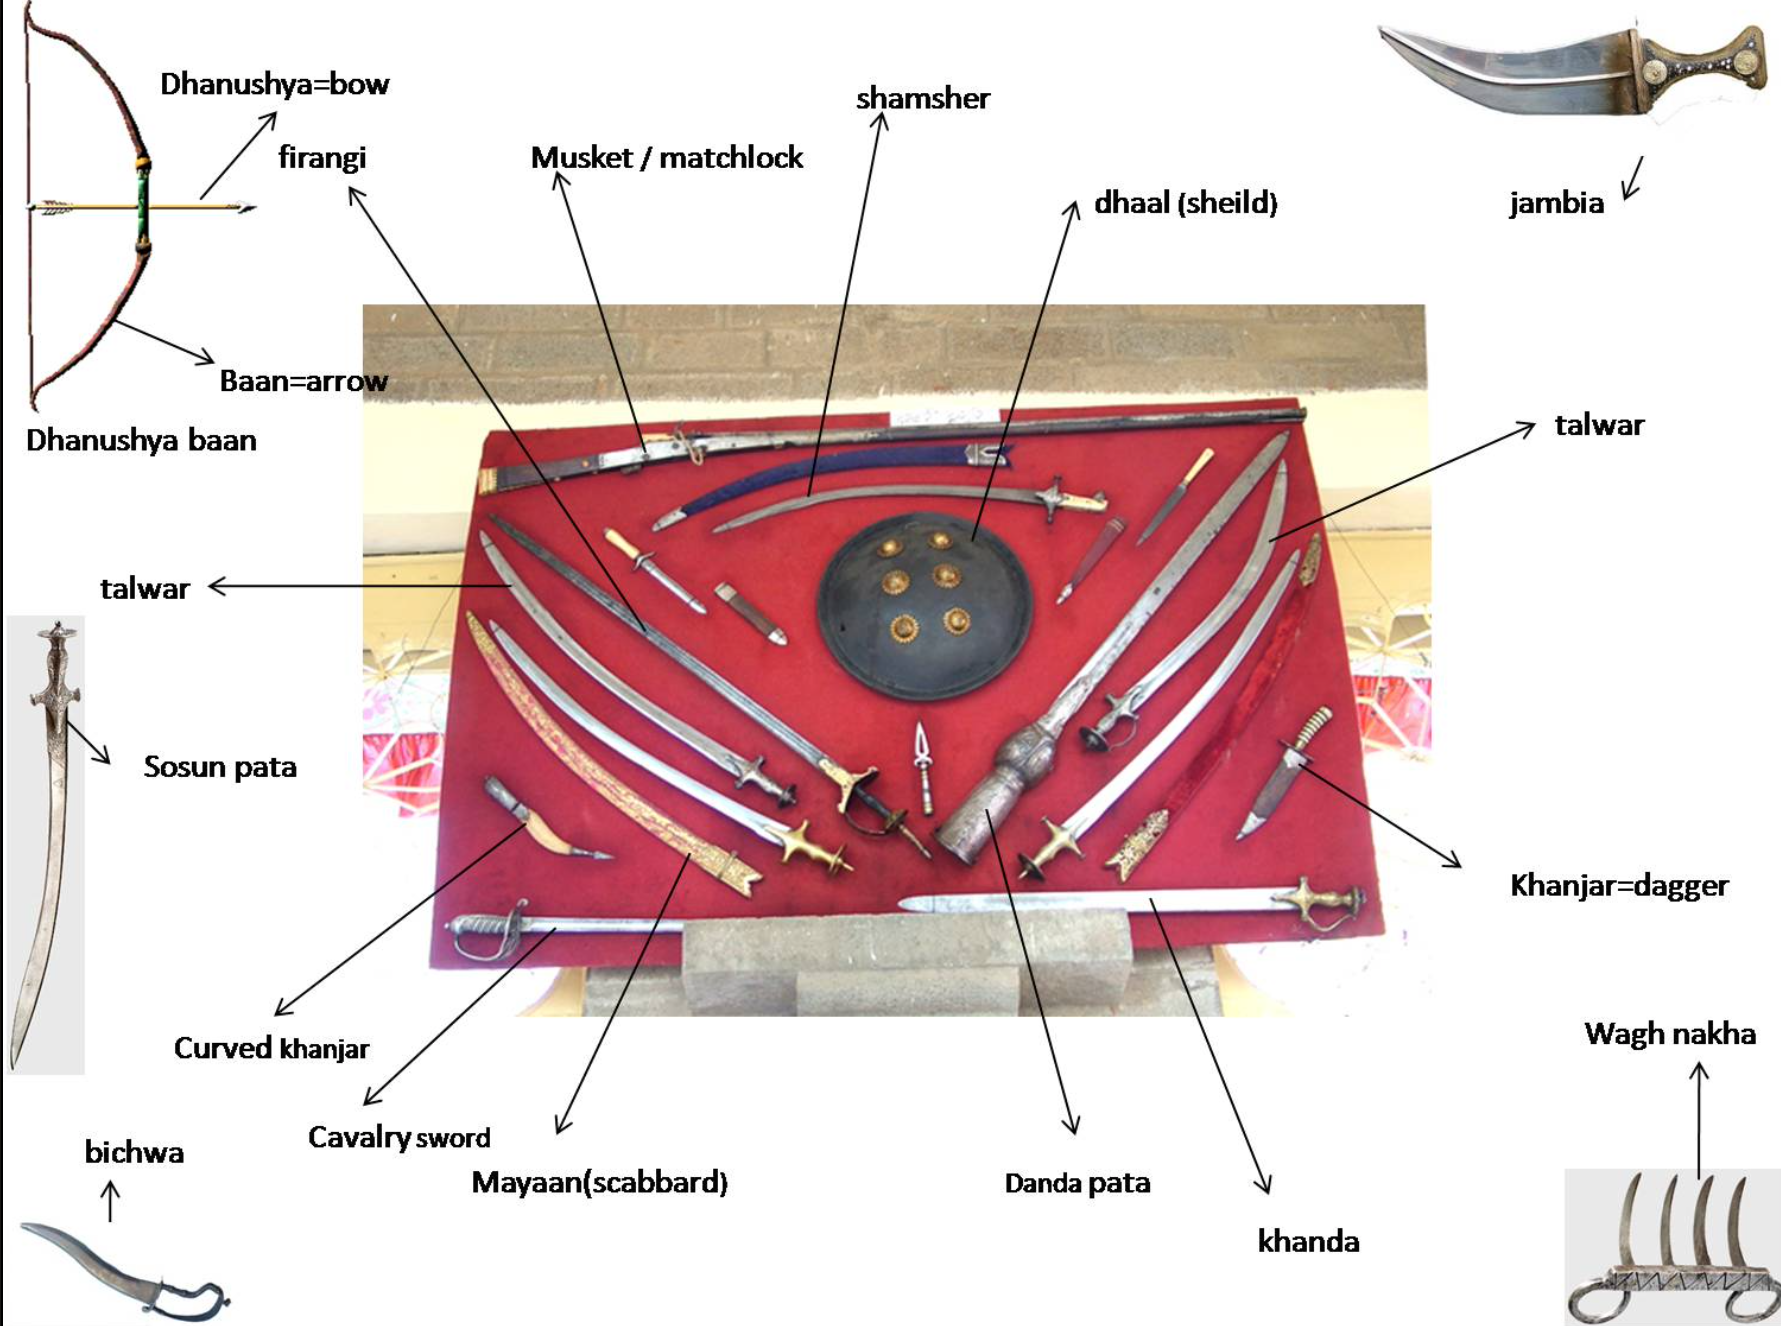 Dhanushya=bow
firangi
Musket / matchlock
shamsher
dhaal (sheild)
jambia
Baan=arrow
Dhanushya baan
talwar
talwar
Sosun pata
Khanjar=dagger
Curved khanjar
Cavalry sword
Mayaan(scabbard)
Danda pata
khanda
Wagh nakha
bichwa